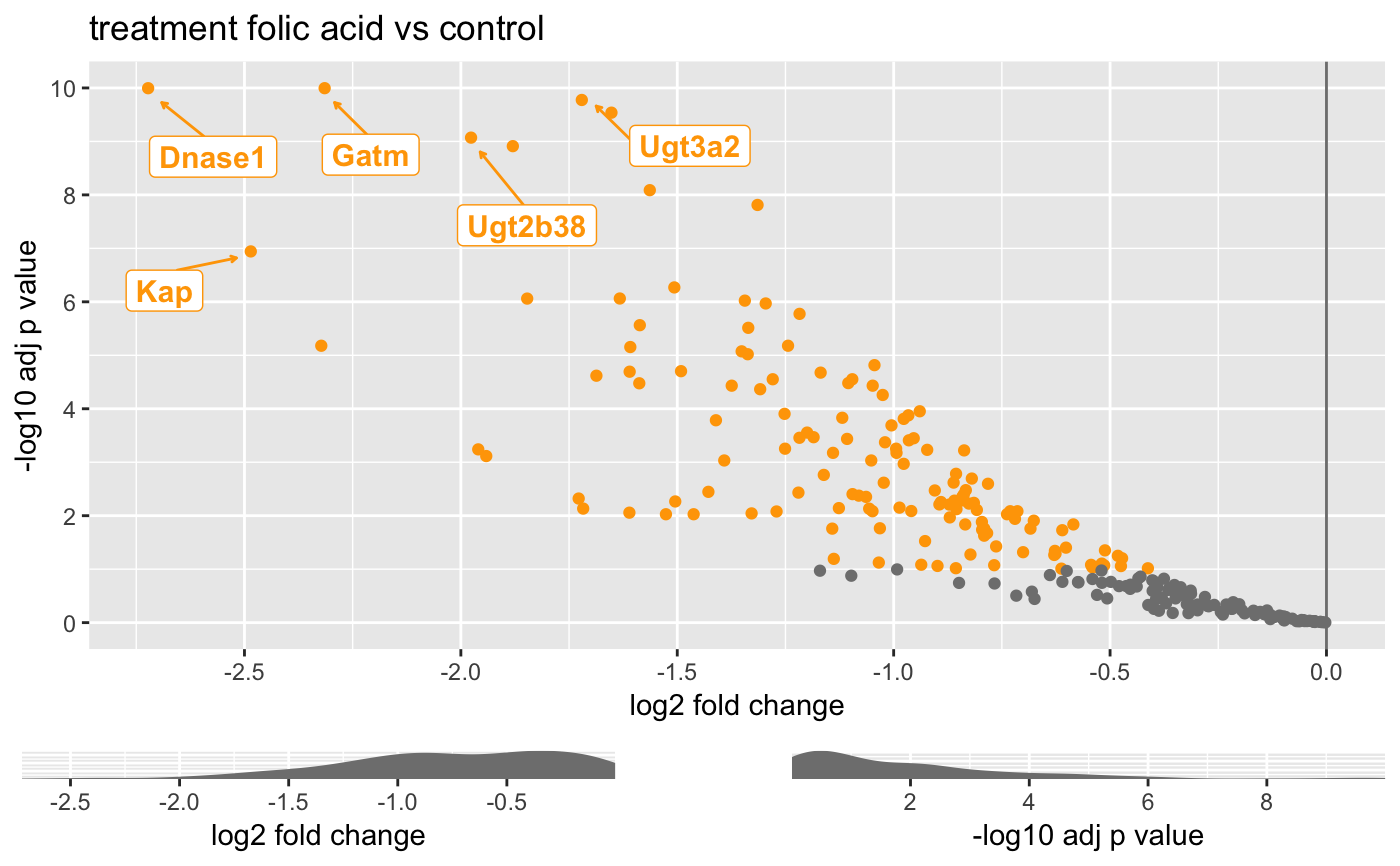 treatment folic acid vs control
10
8
6
4
2
0
-log10 adj p value
Dnase1
Gatm
Ugt3a2
Ugt2b38
Kap
-2.5 -2.0 -1.5 -1.0 -0.5 0.0
log2 fold change
-2.5 -2.0 -1.5 -1.0 -0.5
log2 fold change
2 4 6 8
-log10 adj p value